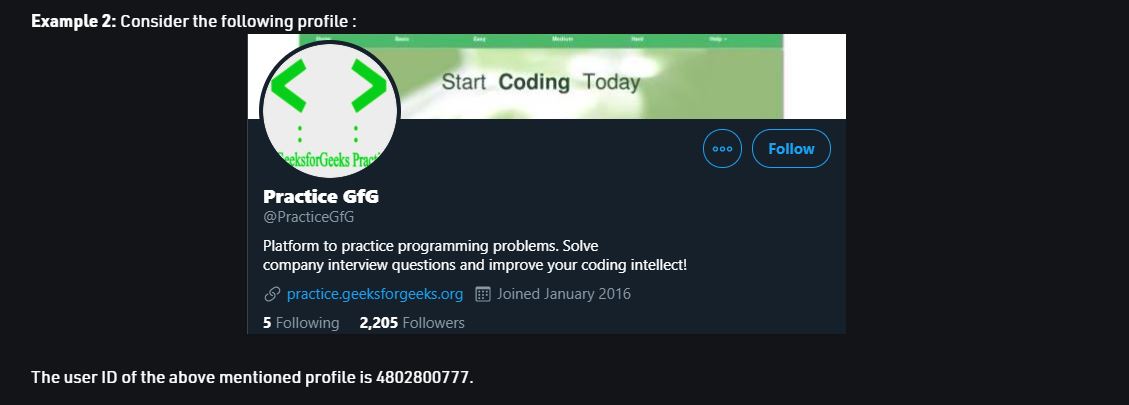 Example 2: Consider the following profile :
Home Basic Easy Medium Hard Help
Start Coding Today
GeeksforGeeks Practi
Follow
Practice GfG
@PracticeGfG
Platform to practice programming problems. Solve
company interview questions and improve your coding intellect!
practice.geeksforgeeks.org Joined January 2016
5 Following 2,205 Followers
The user ID of the above mentioned profile is 4802800777.